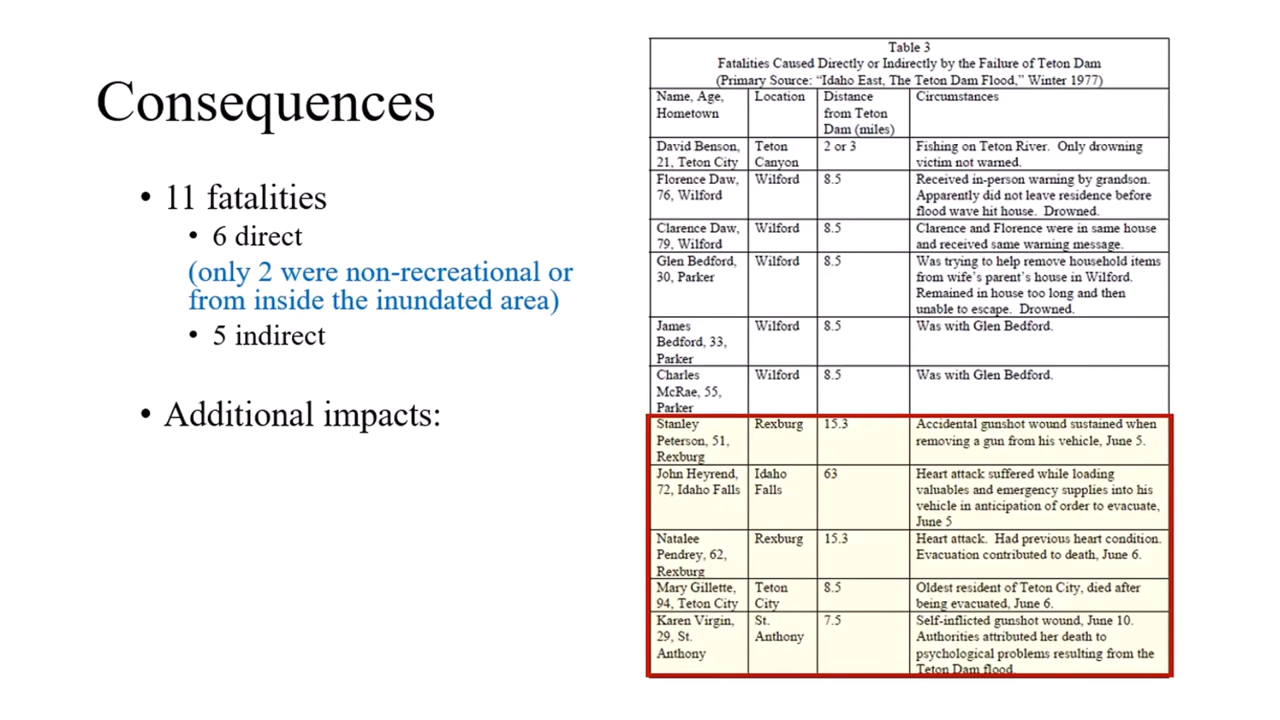 Consequences
• 11 fatalities
• 6 direct
(only 2 were non-recreational or
from inside the inundated area)
• 5 indirect
• Additional impacts:
Table 3
Fatalities Caused Directly or Indirectly by the Failure of Teton Dam
(Primary Source: “Idaho East, The Teton Dam Flood,” Winter 1977)
Name, Age,
Hometown
Location
Distance
from Teton
Dam (miles)
Circumstances
David Benson,
21, Teton City
Teton
Canyon
2 or 3
Fishing on Teton River. Only drowning
victim not warned.
Florence Daw,
76, Wilford
Wilford
8.5
Received in-person warning by grandson.
Apparently did not leave residence before
flood wave hit house. Drowned.
Clarence Daw,
79, Wilford
Wilford
8.5
Clarence and Florence were in same house
and received same warning message.
Glen Bedford,
30, Parker
Wilford
8.5
Was trying to help remove household items
from wife’s parent’s house in Wilford.
Remained in house too long and then
unable to escape. Drowned.
James
Bedford, 33,
Parker
Wilford
8.5
Was with Glen Bedford.
Charles
McRae, 55,
Parker
Wilford
8.5
Was with Glen Bedford.
Stanley
Peterson, 51,
Rexburg
Rexburg
15.3
Accidental gunshot wound sustained when
removing a gun from his vehicle, June 5.
John Heyrend,
72, Idaho Falls
Idaho
Falls
63
Heart attack suffered while loading
valuables and emergency supplies into his
vehicle in anticipation of order to evacuate,
June 5
Natalee
Pendrey, 62,
Rexburg
Rexburg
15.3
Heart attack. Had previous heart condition.
Evacuation contributed to death, June 6.
Mary Gillette,
94, Teton City
Teton
City
8.5
Oldest resident of Teton City, died after
being evacuated, June 6.
Karen Virgin,
29, St.
Anthony
St.
Anthony
7.5
Self-inflicted gunshot wound, June 10.
Authorities attributed her death to
psychological problems resulting from the
Teton Dam flood.